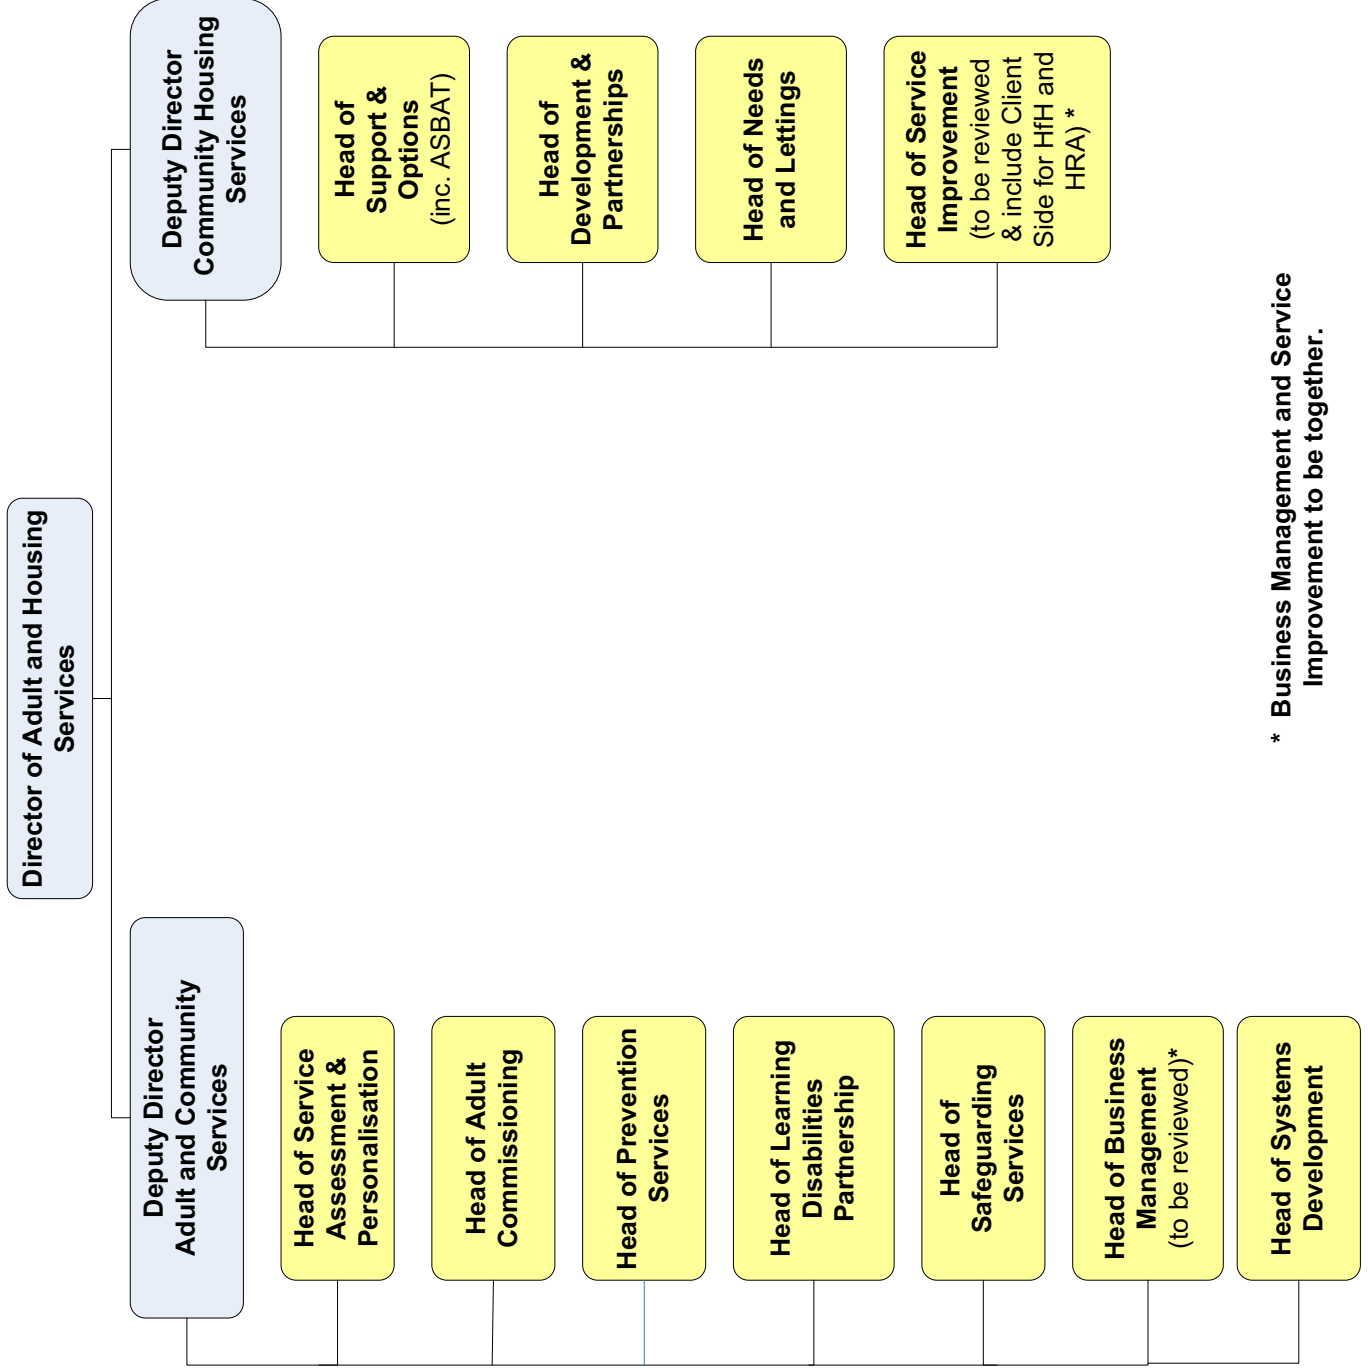 Director of Adult and Housing
Services
Deputy Director
Adult and Community
Services
Head of Service
Assessment &
Personalisation
Head of Adult
Commissioning
Head of Prevention
Services
Head of Learning
Disabilities
Partnership
Head of
Safeguarding
Services
Head of Business
Management
(to be reviewed)*
Head of Systems
Development
Deputy Director
Community Housing
Services
Head of
Support &
Options
(inc. ASBAT)
Head of
Development &
Partnerships
Head of Needs
and Lettings
Head of Service
Improvement
(to be reviewed
& include Client
Side for HfH and
HRA) *
* Business Management and Service
Improvement to be together.